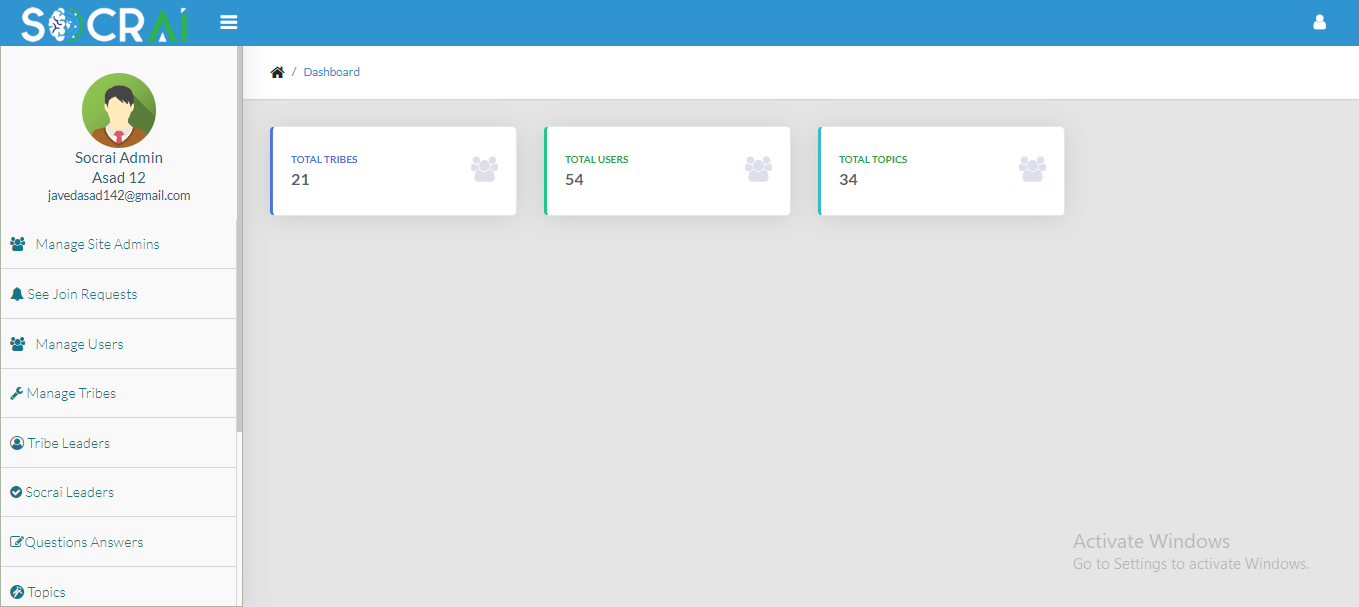 SOCRAI
/ Dashboard
Socrai Admin
Asad 12
javedasad142@gmail.com
Manage Site Admins
See Join Requests
Manage Users
Manage Tribes
Tribe Leaders
Socrai Leaders
Questions Answers
Topics
TOTAL TRIBES
21
TOTAL USERS
54
TOTAL TOPICS
34
Activate Windows
Go to Settings to activate Windows.